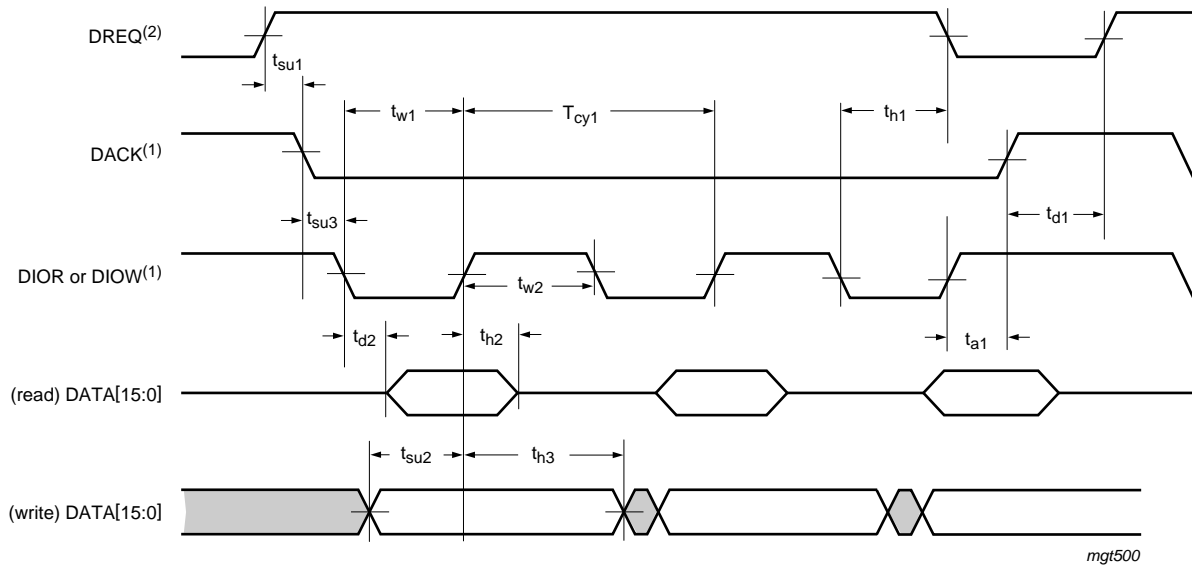 DREQ(2)
tsu1
tw1
Tcy1
th1
DACK(1)
tsu3
td1
DIOR or DIOW(1)
tw2
td2
th2
ta1
(read) DATA[15:0]
tsu2
th3
(write) DATA[15:0]
mgt500